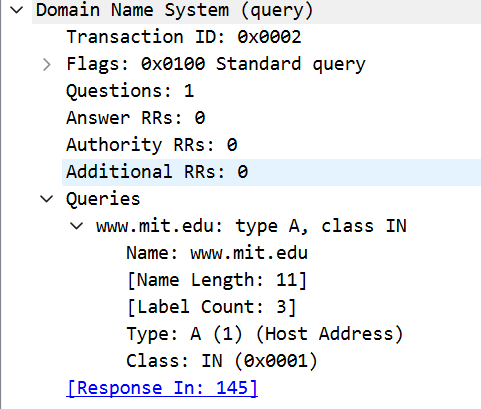 Domain Name System (query)
Transaction ID: 0x0002
Flags: 0x0100 Standard query
Questions: 1
Answer RRs: 0
Authority RRs: 0
Additional RRs: 0
Queries
www.mit.edu: type A, class IN
Name: www.mit.edu
[Name Length: 11]
[Label Count: 3]
Type: A (1) (Host Address)
Class: IN (0x0001)
[Response In: 145]